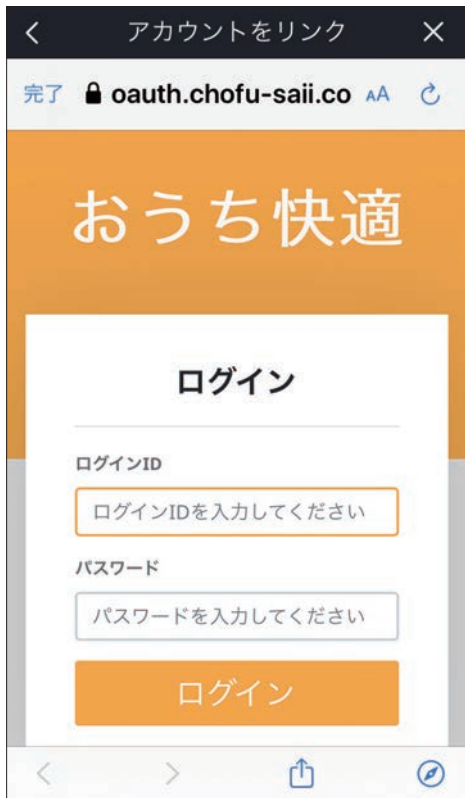 アカウントをリンク
完了 oauth.chofu-saii.co AA
おうち快適
ログイン
ログインID
ログインIDを入力してください
パスワード
パスワードを入力してください
ログイン